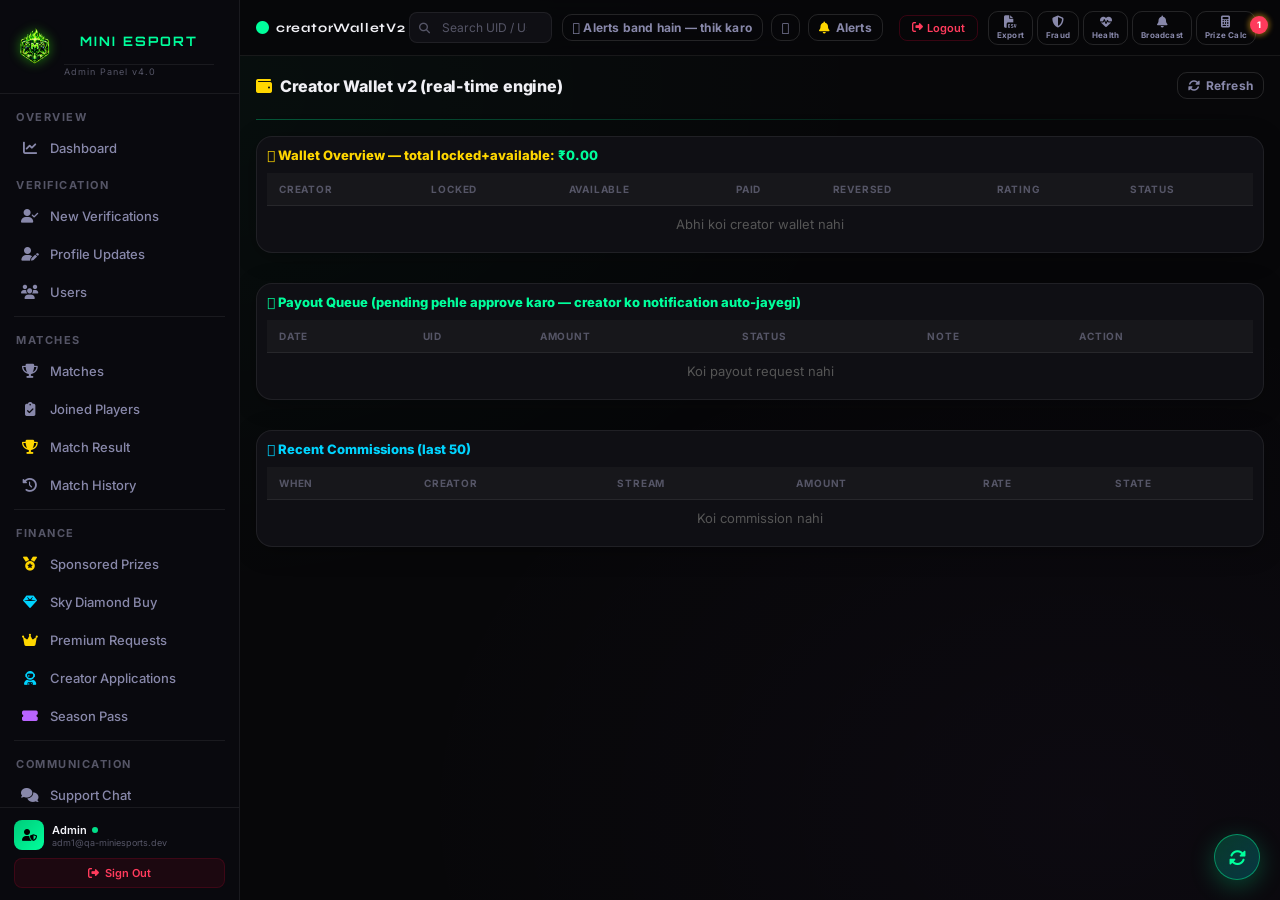 MINI ESPORT
Admin Panel v4.0
OVERVIEW
Dashboard
VERIFICATION
New Verifications
Profile Updates
Users
MATCHES
Matches
Joined Players
Match Result
Match History
FINANCE
Sponsored Prizes
Sky Diamond Buy
Premium Requests
Creator Applications
Season Pass
COMMUNICATION
Support Chat
Admin
adm1@qa-miniesports.dev
Sign Out
creatorWalletV2
Search UID / U
Alerts band hain — thik karo
Alerts
Logout
Export
Fraud
Health
Broadcast
Prize Calc
1
Creator Wallet v2 (real-time engine)
Refresh
Wallet Overview — total locked+available: ₹0.00
CREATOR LOCKED AVAILABLE PAID REVERSED RATING STATUS
Abhi koi creator wallet nahi
Payout Queue (pending pehle approve karo — creator ko notification auto-jayegi)
DATE UID AMOUNT STATUS NOTE ACTION
Koi payout request nahi
Recent Commissions (last 50)
WHEN CREATOR STREAM AMOUNT RATE STATE
Koi commission nahi